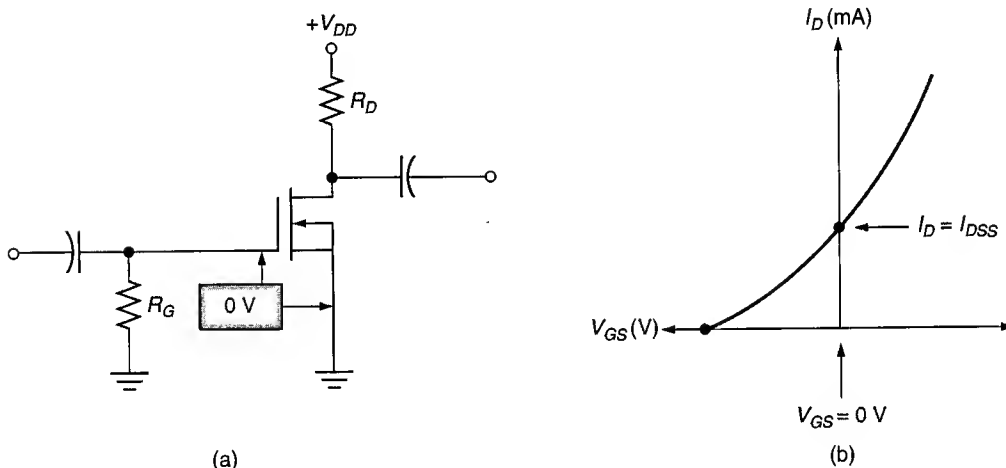 +V_DD
R_D
R_G
0 V
(a)
I_D (mA)
I_D = I_DSS
V_GS (V)
V_GS = 0 V
(b)